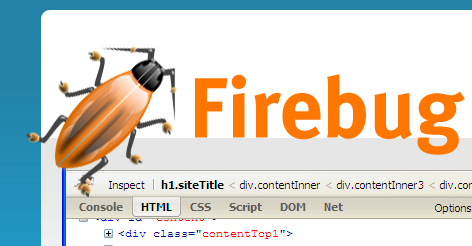 Firebug
Inspect h1.siteTitle < div.contentInner < div.contentInner3 < div.con
Console HTML CSS Script DOM Net Options
<div class="contentTop1">